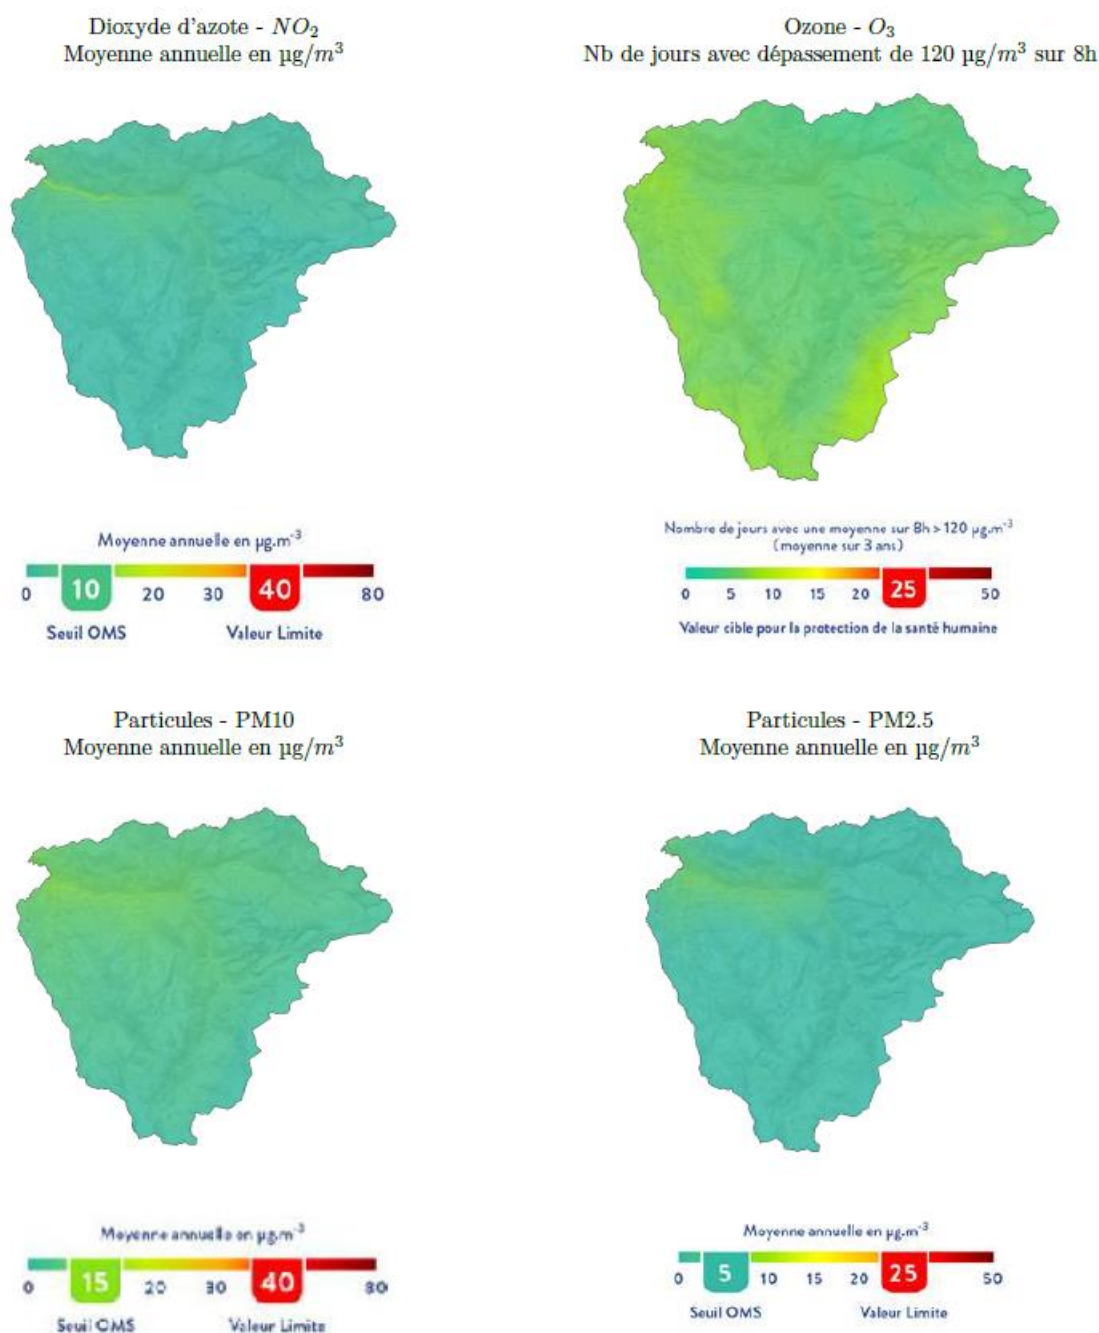 Dioxyde d'azote - NO₂
Moyenne annuelle en µg/m³
Ozone - O₃
Nb de jours avec dépassement de 120 µg/m³ sur 8h
Moyenne annuelle en µg.m⁻³
0 10 20 30 40 80
Seuil OMS Valeur Limite
Nombre de jours avec une moyenne sur 8h > 120 µg.m⁻³
(moyenne sur 3 ans)
0 5 10 15 20 25 50
Valeur cible pour la protection de la santé humaine
Particules - PM10
Moyenne annuelle en µg/m³
Particules - PM2.5
Moyenne annuelle en µg/m³
Moyenne annuelle en µg.m⁻³
0 15 20 30 40 80
Seuil OMS Valeur Limite
Moyenne annuelle en µg.m⁻³
0 5 10 15 20 25 50
Seuil OMS Valeur Limite